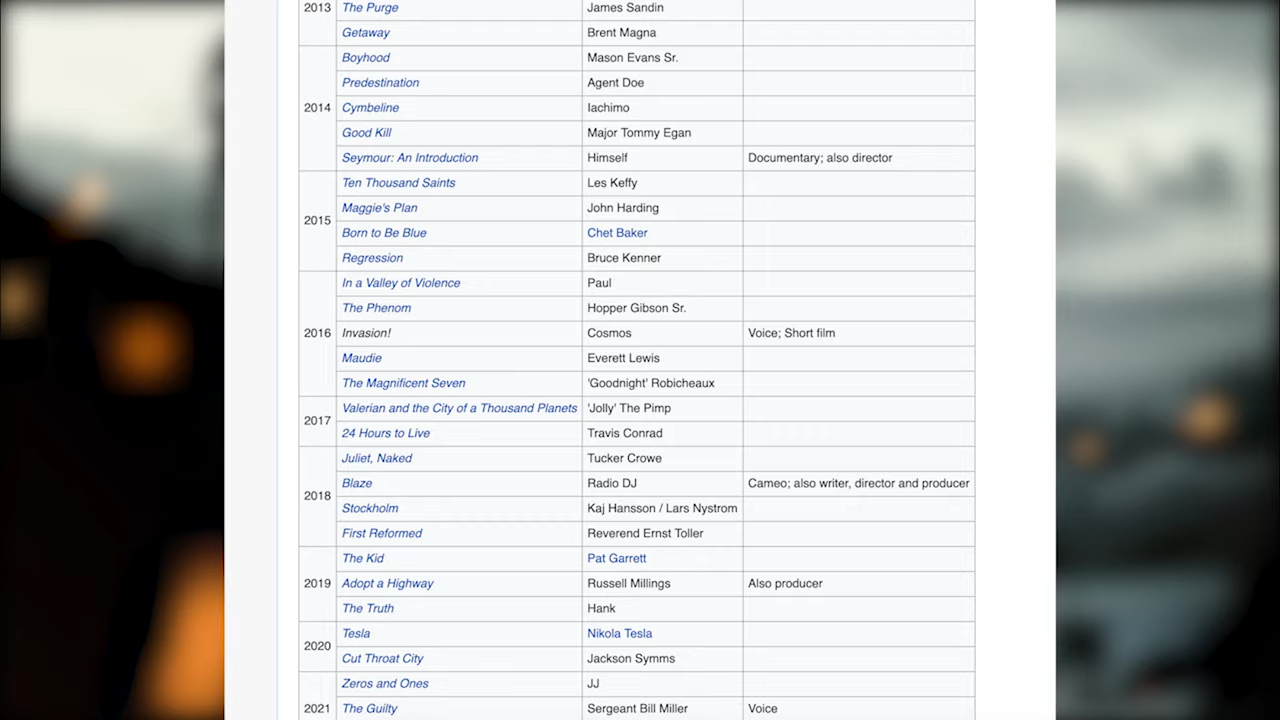 2013 The Purge James Sandin
Getaway Brent Magna
2014 Boyhood Mason Evans Sr.
Predestination Agent Doe
Cymbeline Iachimo
Good Kill Major Tommy Egan
Seymour: An Introduction Himself Documentary; also director
2015 Ten Thousand Saints Les Keffy
Maggie's Plan John Harding
Born to Be Blue Chet Baker
Regression Bruce Kenner
2016 In a Valley of Violence Paul
The Phenom Hopper Gibson Sr.
Invasion! Cosmos Voice; Short film
Maudie Everett Lewis
The Magnificent Seven 'Goodnight' Robicheaux
2017 Valerian and the City of a Thousand Planets 'Jolly' The Pimp
24 Hours to Live Travis Conrad
2018 Juliet, Naked Tucker Crowe
Blaze Radio DJ Cameo; also writer, director and producer
Stockholm Kaj Hansson / Lars Nystrom
First Reformed Reverend Ernst Toller
2019 The Kid Pat Garrett
Adopt a Highway Russell Millings Also producer
The Truth Hank
2020 Tesla Nikola Tesla
Cut Throat City Jackson Symms
2021 Zeros and Ones JJ
The Guilty Sergeant Bill Miller Voice